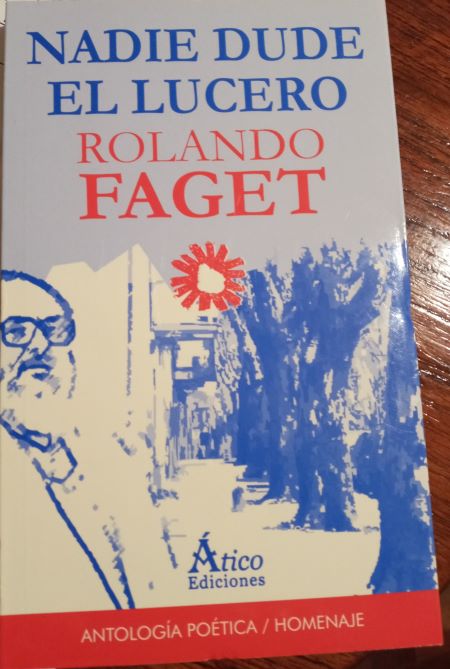 NADIE DUDE
EL LUCERO
ROLANDO
FAGET
Ático
Ediciones
ANTOLOGÍA POÉTICA / HOMENAJE